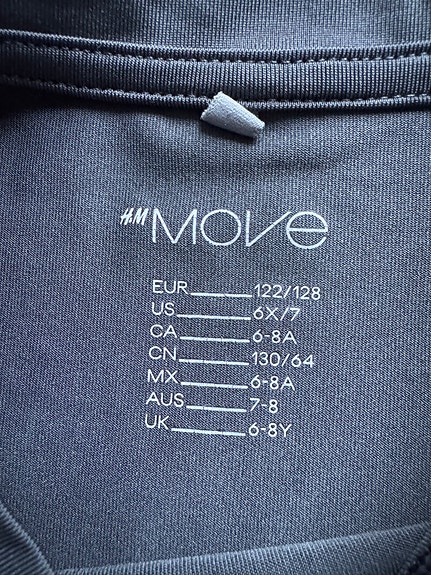 H&M MOVE
EUR 122/128
US 6X/7
CA 6-8A
CN 130/64
MX 6-8A
AUS 7-8
UK 6-8Y